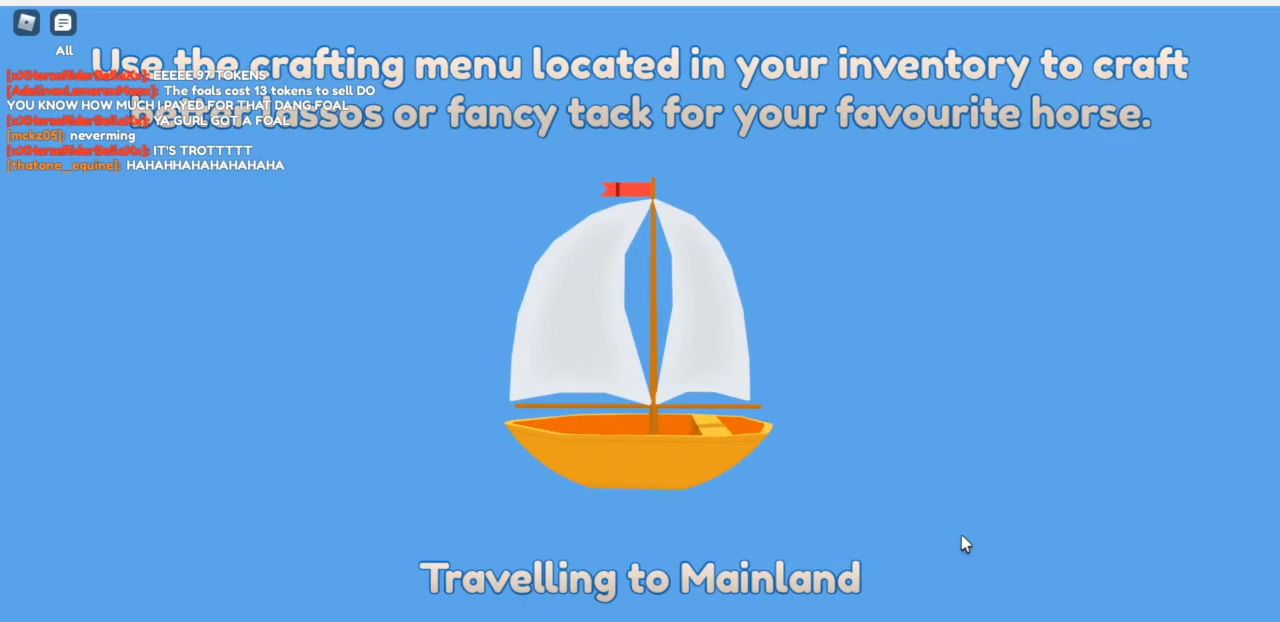 All
Use the crafting menu located in your inventory to craft
lassos or fancy tack for your favourite horse.
EEEEE 97 TOKENS
The foals cost 13 tokens to sell DO
YOU KNOW HOW MUCH I PAYED FOR THAT DANG FOAL
YA GURL GOT A FOAL
[mckz05]: neverming
IT'S TROTTTTT
[thatone_equine]: HAHAHHAHAHAHAHAHA
Travelling to Mainland